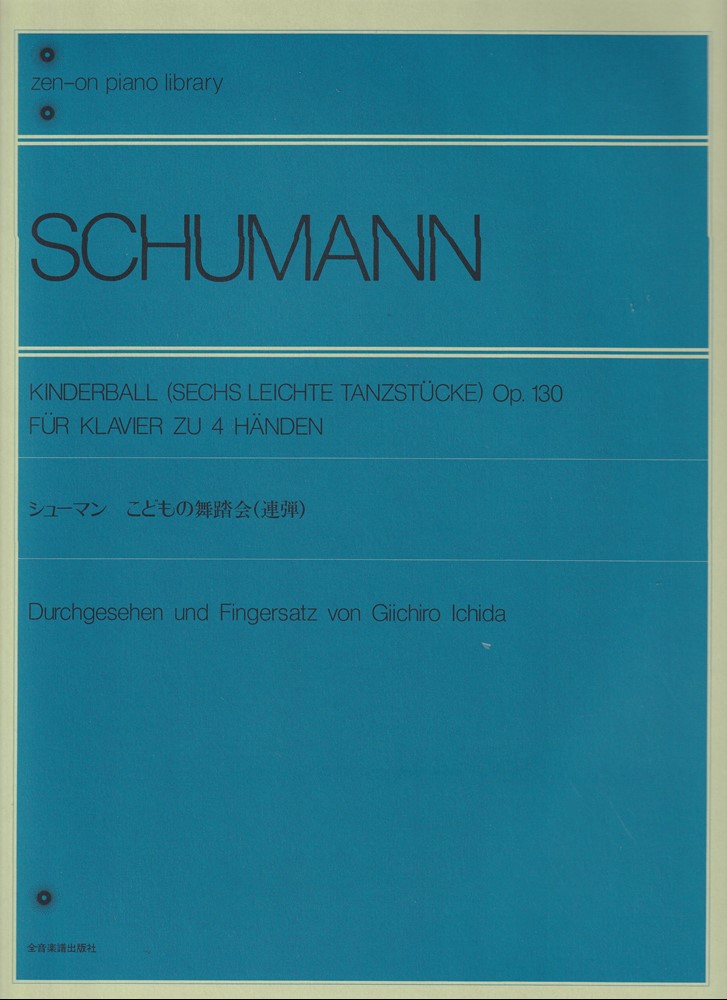 zen-on piano library
SCHUMANN
KINDERBALL (SECHS LEICHTE TANZSTÜCKE) Op. 130
FÜR KLAVIER ZU 4 HÄNDEN
シューマン　こどもの舞踏会(連弾)
Durchgesehen und Fingersatz von Giichiro Ichida
全音楽譜出版社